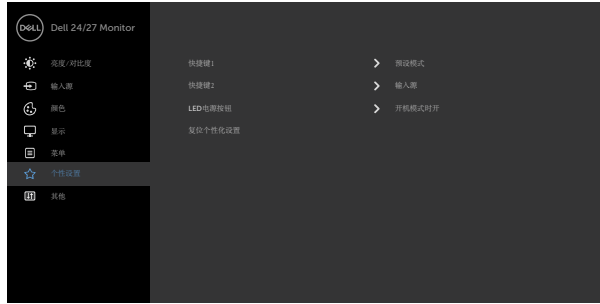 DELL Dell 24/27 Monitor
亮度/对比度
快捷键1 预设模式
输入源
快捷键2 输入源
颜色
LED电源按钮 开机模式时开
显示
复位个性化设置
菜单
个性设置
其他